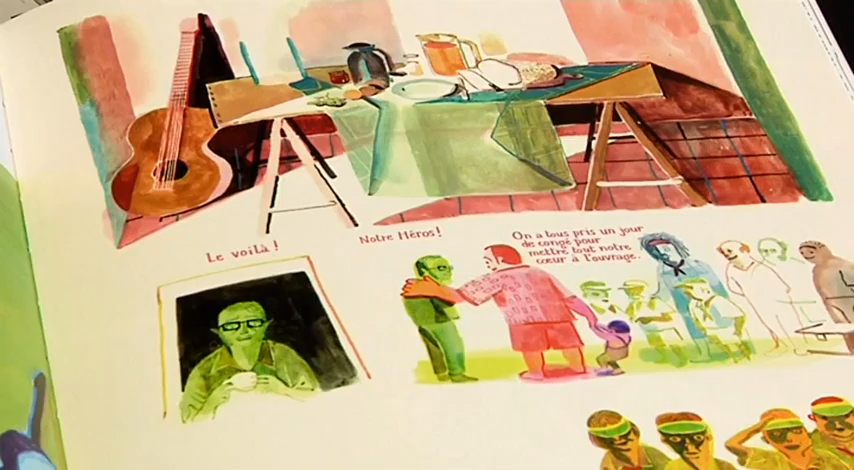 Le voilà !
Notre Héros !
On a tous pris un jour
de congé pour
mettre tout notre
cœur à l'ouvrage.